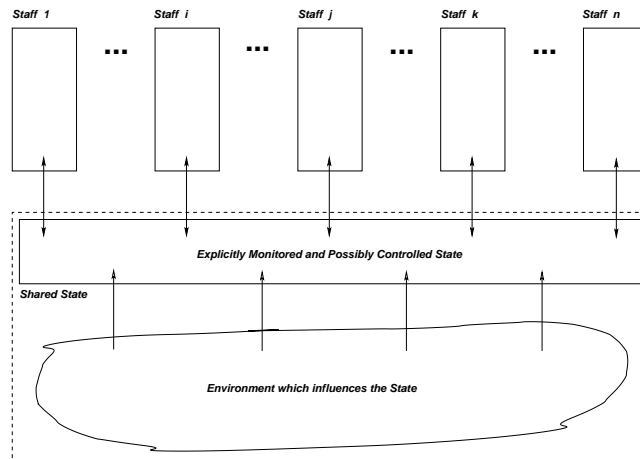 Staff 1 ... Staff i ... Staff j ... Staff k ... Staff n
Explicitly Monitored and Possibly Controlled State
Shared State
Environment which influences the State